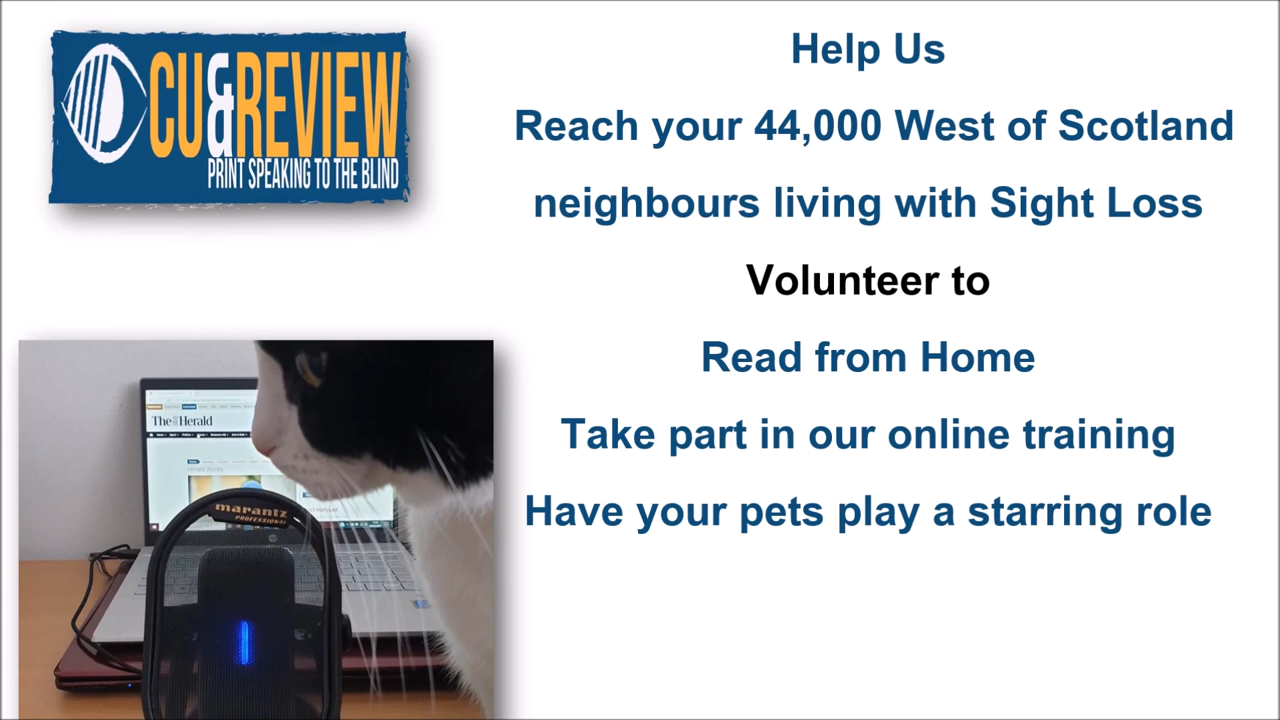 CU&REVIEW
PRINT SPEAKING TO THE BLIND
Help Us
Reach your 44,000 West of Scotland
neighbours living with Sight Loss
Volunteer to
Read from Home
Take part in our online training
Have your pets play a starring role
The Herald
marantz
PROFESSIONAL